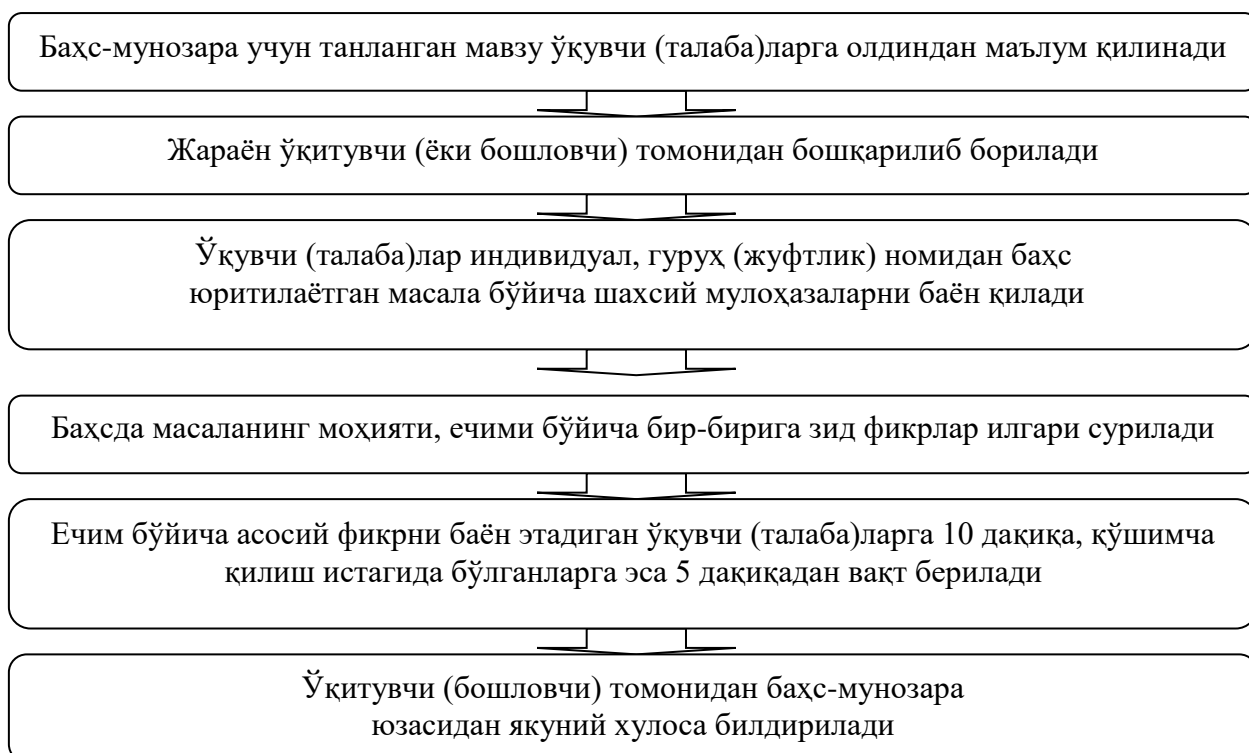 Баҳс-мунозара учун танланган мавзу ўқувчи (талаба)ларга олдиндан маълум қилинади
Жараён ўқитувчи (ёки бошловчи) томонидан бошқарилиб борилади
Ўқувчи (талаба)лар индивидуал, гуруҳ (жуфтлик) номидан баҳс
юритилаётган масала бўйича шахсий мулоҳазаларни баён қилади
Баҳсда масаланинг моҳияти, ечими бўйича бир-бирига зид фикрлар илгари сурилади
Ечим бўйича асосий фикрни баён этадиган ўқувчи (талаба)ларга 10 дақиқа, қўшимча
қилиш истагида бўлганларга эса 5 дақиқадан вақт берилади
Ўқитувчи (бошловчи) томонидан баҳс-мунозара
юзасидан якуний хулоса билдирилади